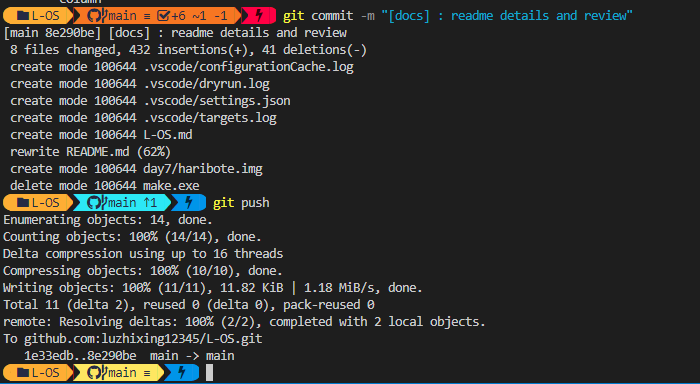 Column
L-OS main ≡ +6 ~1 -1 git commit -m "[docs] : readme details and review"
[main 8e290be] [docs] : readme details and review
8 files changed, 432 insertions(+), 41 deletions(-)
create mode 100644 .vscode/configurationCache.log
create mode 100644 .vscode/dryrun.log
create mode 100644 .vscode/settings.json
create mode 100644 .vscode/targets.log
create mode 100644 L-OS.md
rewrite README.md (62%)
create mode 100644 day7/haribote.img
delete mode 100644 make.exe
L-OS main ↑1 git push
Enumerating objects: 14, done.
Counting objects: 100% (14/14), done.
Delta compression using up to 16 threads
Compressing objects: 100% (10/10), done.
Writing objects: 100% (11/11), 11.82 KiB | 1.18 MiB/s, done.
Total 11 (delta 2), reused 0 (delta 0), pack-reused 0
remote: Resolving deltas: 100% (2/2), completed with 2 local objects.
To github.com:luzhixing12345/L-OS.git
1e33edb..8e290be main -> main
L-OS main ≡